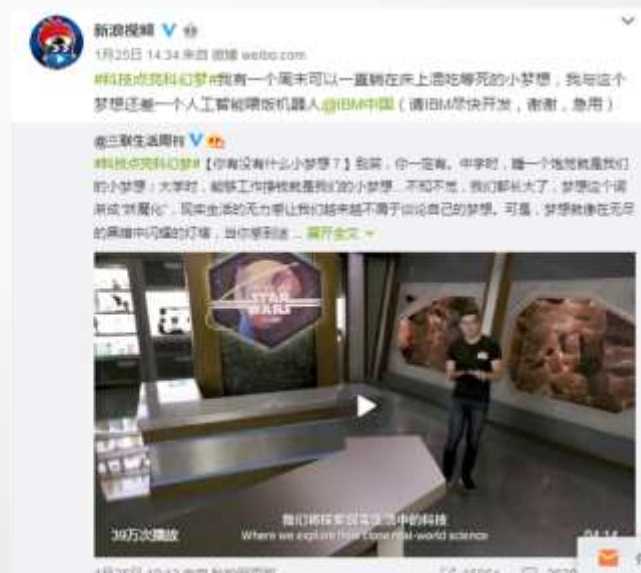 新浪视频
1月25日 14:34 来自 微博 weibo.com
#科技点亮科幻梦#我有一个周末可以一直躺在床上混吃等死的小梦想,我与这个
梦想还差一个人工智能喂饭机器人@IBM中国(请IBM尽快开发,谢谢,急用)
@三联生活周刊
#科技点亮科幻梦#【你有没有什么小梦想?】别装,你一定有。中学时,睡一个饱觉就是我们
的小梦想;大学时,能够工作挣钱就是我们的小梦想...不知不觉,我们都长大了,梦想这个词
渐成"妖魔化",现实生活的无力感让我们越来越不屑于谈论自己的梦想。可是,梦想就像在无尽
的黑暗中闪耀的灯塔,当你感到迷 ... 展开全文
STAR
WARS
我们将探索现实生活中的科技
39万次播放
Where we explore how close real-world science
04:14